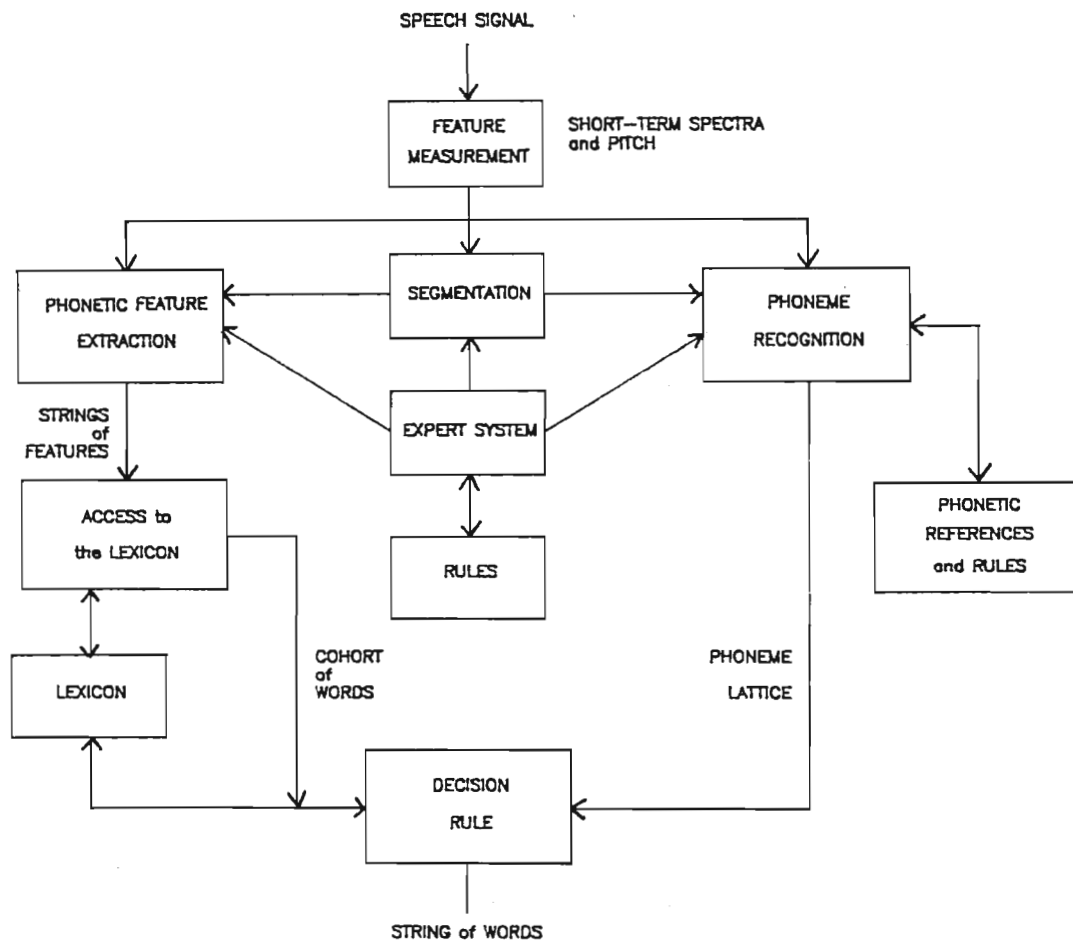 SPEECH SIGNAL
FEATURE
MEASUREMENT
SHORT-TERM SPECTRA
and PITCH
PHONETIC FEATURE
EXTRACTION
SEGMENTATION
PHONEME
RECOGNITION
STRINGS
of
FEATURES
EXPERT SYSTEM
ACCESS to
the LEXICON
RULES
PHONETIC
REFERENCES
and RULES
LEXICON
COHORT
of
WORDS
PHONEME
LATTICE
DECISION
RULE
STRING of WORDS